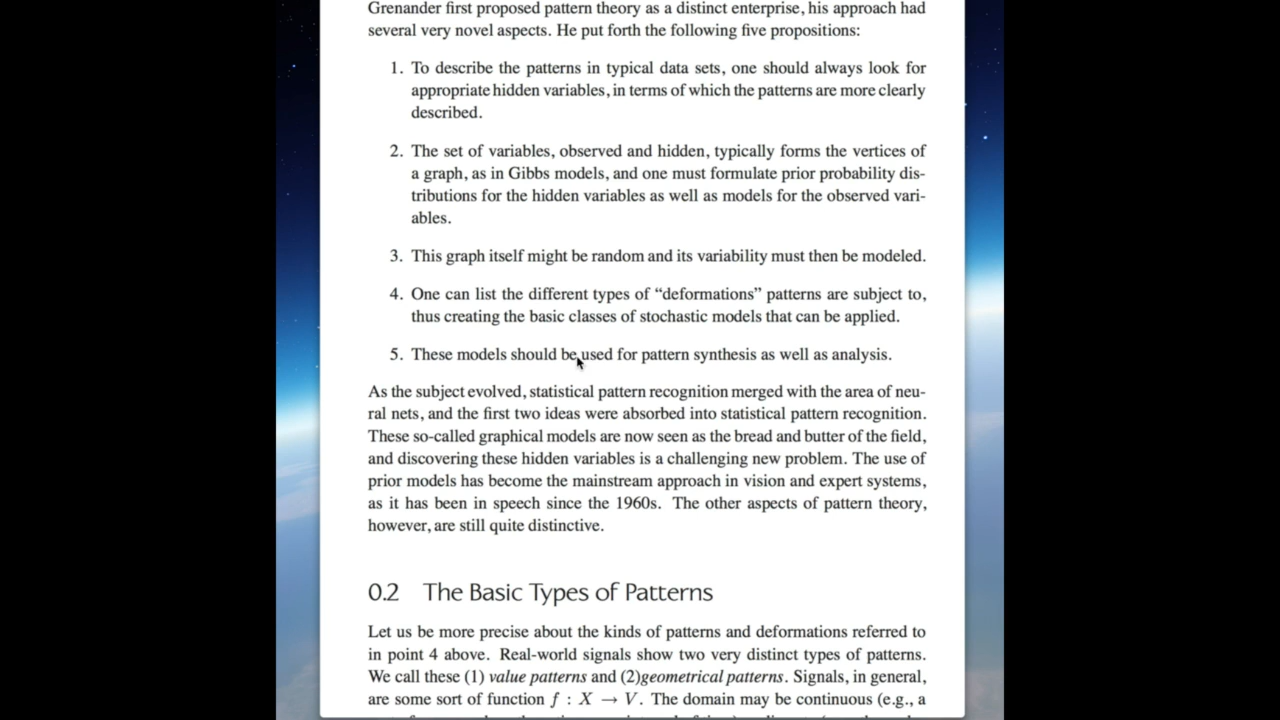 Grenander first proposed pattern theory as a distinct enterprise, his approach had
several very novel aspects. He put forth the following five propositions:
1. To describe the patterns in typical data sets, one should always look for
appropriate hidden variables, in terms of which the patterns are more clearly
described.
2. The set of variables, observed and hidden, typically forms the vertices of
a graph, as in Gibbs models, and one must formulate prior probability dis-
tributions for the hidden variables as well as models for the observed vari-
ables.
3. This graph itself might be random and its variability must then be modeled.
4. One can list the different types of “deformations” patterns are subject to,
thus creating the basic classes of stochastic models that can be applied.
5. These models should be used for pattern synthesis as well as analysis.
As the subject evolved, statistical pattern recognition merged with the area of neu-
ral nets, and the first two ideas were absorbed into statistical pattern recognition.
These so-called graphical models are now seen as the bread and butter of the field,
and discovering these hidden variables is a challenging new problem. The use of
prior models has become the mainstream approach in vision and expert systems,
as it has been in speech since the 1960s. The other aspects of pattern theory,
however, are still quite distinctive.
0.2 The Basic Types of Patterns
Let us be more precise about the kinds of patterns and deformations referred to
in point 4 above. Real-world signals show two very distinct types of patterns.
We call these (1) value patterns and (2)geometrical patterns. Signals, in general,
are some sort of function f : X → V. The domain may be continuous (e.g., a